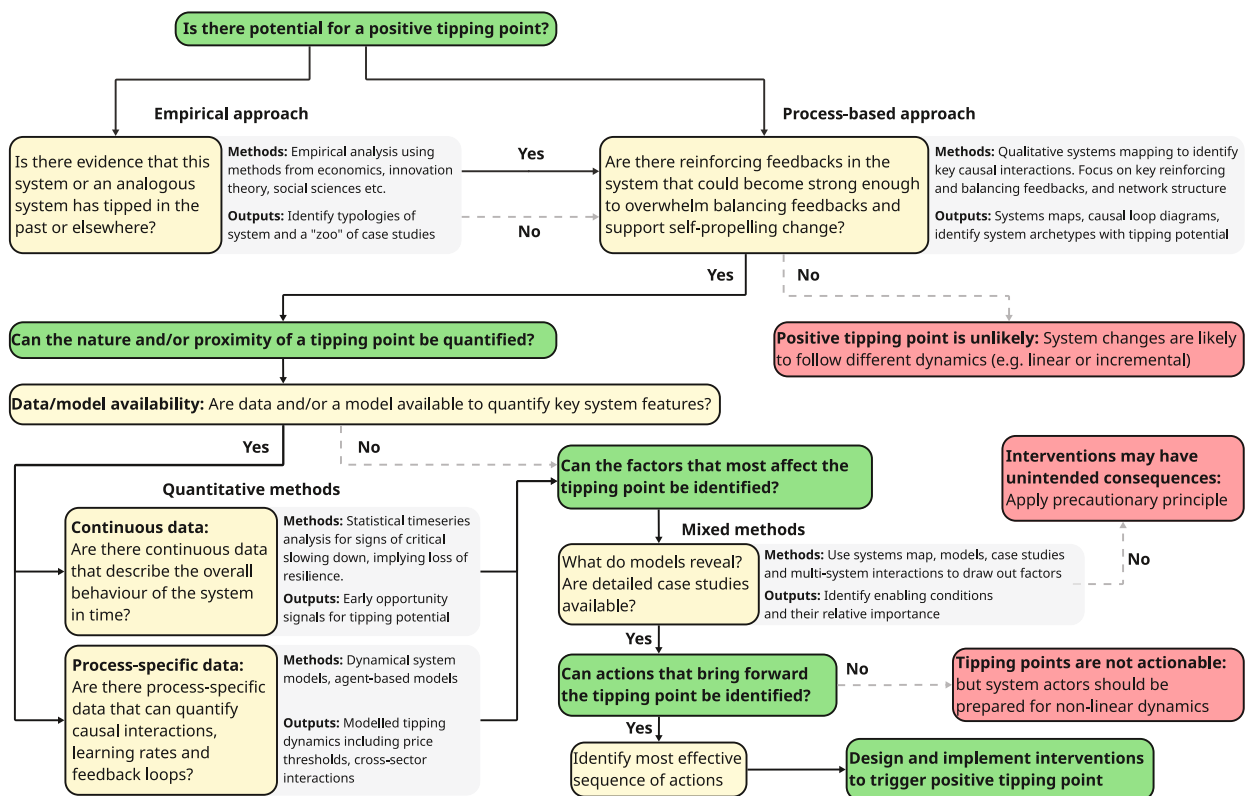 Is there potential for a positive tipping point?
Empirical approach
Process-based approach
Is there evidence that this
system or an analogous
system has tipped in the
past or elsewhere?
Methods: Empirical analysis using
methods from economics, innovation
theory, social sciences etc.
Outputs: Identify typologies of
system and a "zoo" of case studies
Yes
No
Are there reinforcing feedbacks in the
system that could become strong enough
to overwhelm balancing feedbacks and
support self-propelling change?
Methods: Qualitative systems mapping to identify
key causal interactions. Focus on key reinforcing
and balancing feedbacks, and network structure
Outputs: Systems maps, causal loop diagrams,
identify system archetypes with tipping potential
Yes
No
Can the nature and/or proximity of a tipping point be quantified?
Positive tipping point is unlikely: System changes are likely
to follow different dynamics (e.g. linear or incremental)
Data/model availability: Are data and/or a model available to quantify key system features?
Yes
No
Quantitative methods
Continuous data:
Are there continuous data
that describe the overall
behaviour of the system
in time?
Methods: Statistical timeseries
analysis for signs of critical
slowing down, implying loss of
resilience.
Outputs: Early opportunity
signals for tipping potential
Process-specific data:
Are there process-specific
data that can quantify
causal interactions,
learning rates and
feedback loops?
Methods: Dynamical system
models, agent-based models
Outputs: Modelled tipping
dynamics including price
thresholds, cross-sector
interactions
Can the factors that most affect the
tipping point be identified?
Mixed methods
What do models reveal?
Are detailed case studies
available?
Methods: Use systems map, models, case studies
and multi-system interactions to draw out factors
Outputs: Identify enabling conditions
and their relative importance
No
Interventions may have
unintended consequences:
Apply precautionary principle
Yes
Can actions that bring forward
the tipping point be identified?
No
Tipping points are not actionable:
but system actors should be
prepared for non-linear dynamics
Yes
Identify most effective
sequence of actions
Design and implement interventions
to trigger positive tipping point